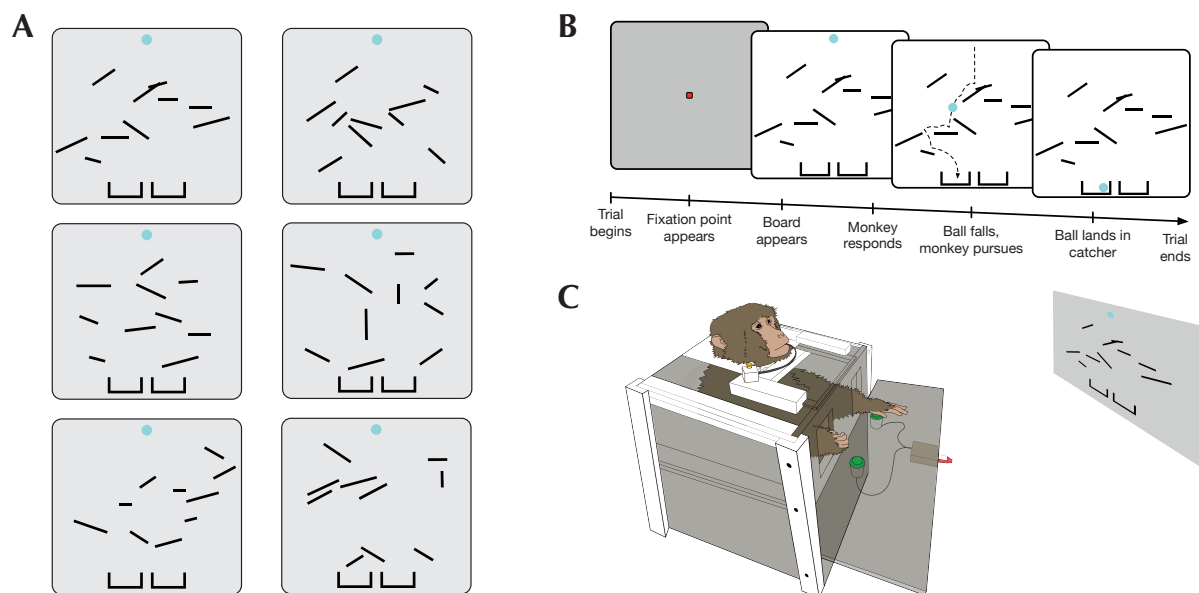 A
B
Trial
begins
Fixation point
appears
Board
appears
Monkey
responds
Ball falls,
monkey pursues
Ball lands in
catcher
Trial
ends
C